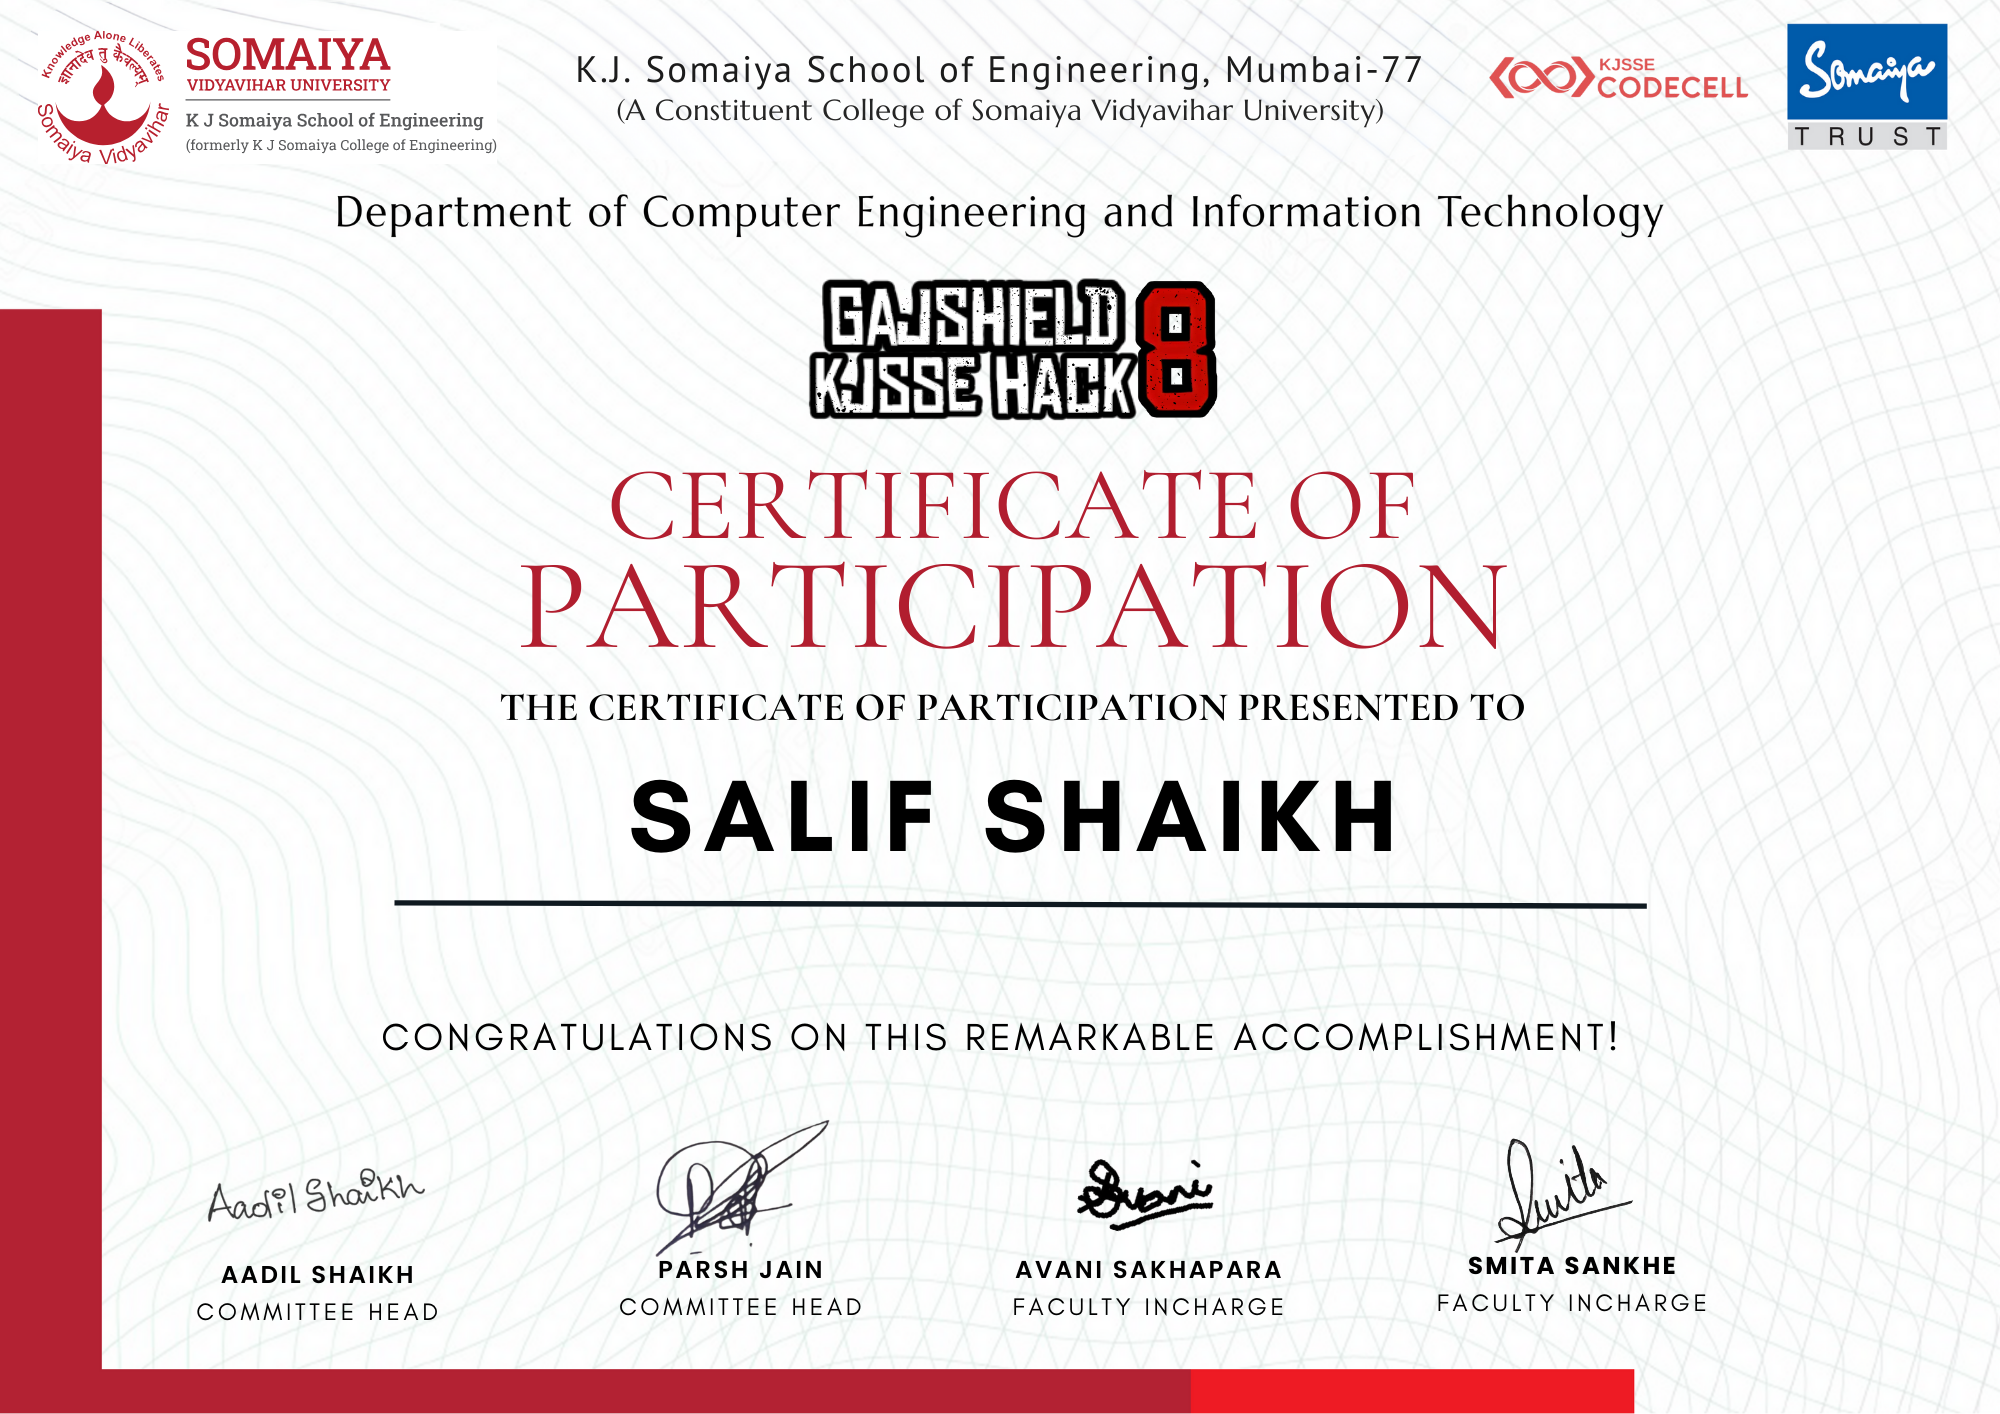 Knowledge Alone Liberates
ज्ञानादेव तु कैवल्यम्
Somaiya Vidyavihar
SOMAIYA
VIDYAVIHAR UNIVERSITY
K J Somaiya School of Engineering
(formerly K J Somaiya College of Engineering)
K.J. Somaiya School of Engineering, Mumbai-77
(A Constituent College of Somaiya Vidyavihar University)
KJSSE
CODECELL
Somaiya
TRUST
Department of Computer Engineering and Information Technology
GAJSHIELD
KJSSE HACK 8
CERTIFICATE OF
PARTICIPATION
THE CERTIFICATE OF PARTICIPATION PRESENTED TO
SALIF SHAIKH
CONGRATULATIONS ON THIS REMARKABLE ACCOMPLISHMENT!
Aadil Shaikh
AADIL SHAIKH
COMMITTEE HEAD
PARSH JAIN
COMMITTEE HEAD
Avani
AVANI SAKHAPARA
FACULTY INCHARGE
Smita
SMITA SANKHE
FACULTY INCHARGE